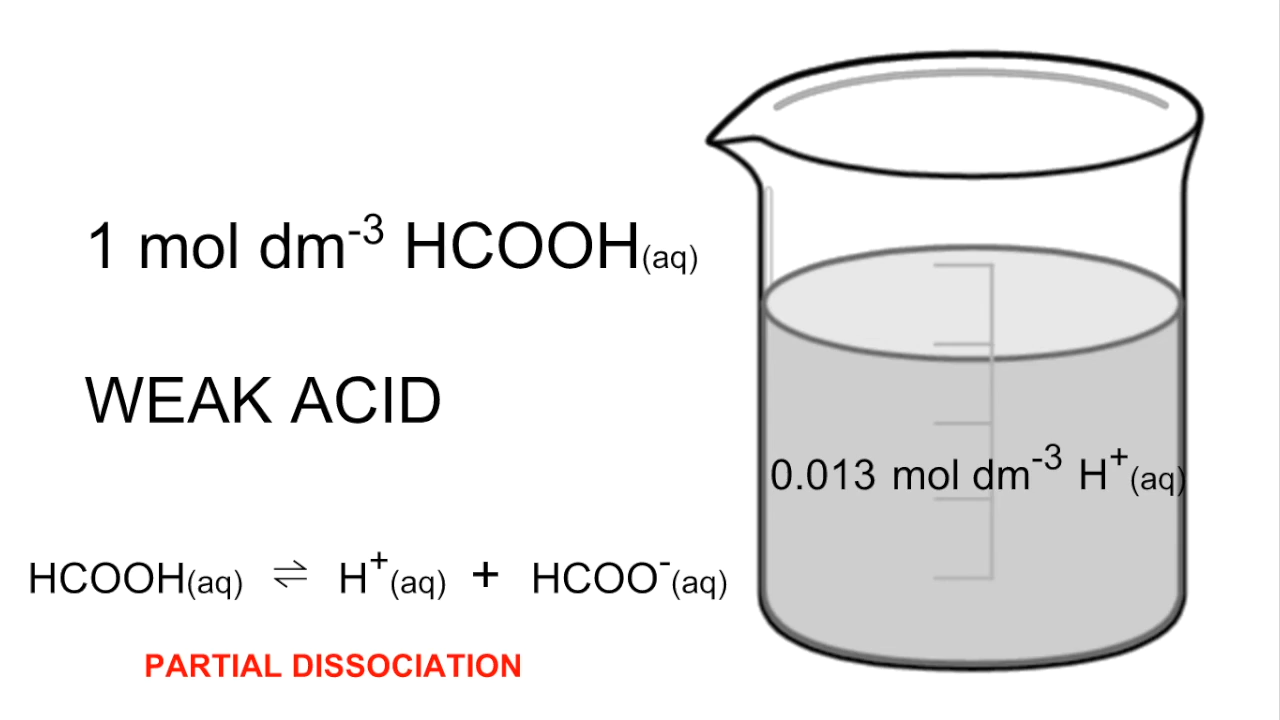 1 mol dm⁻³ HCOOH(aq)
WEAK ACID
0.013 mol dm⁻³ H⁺(aq)
HCOOH(aq) ⇌ H⁺(aq) + HCOO⁻(aq)
PARTIAL DISSOCIATION